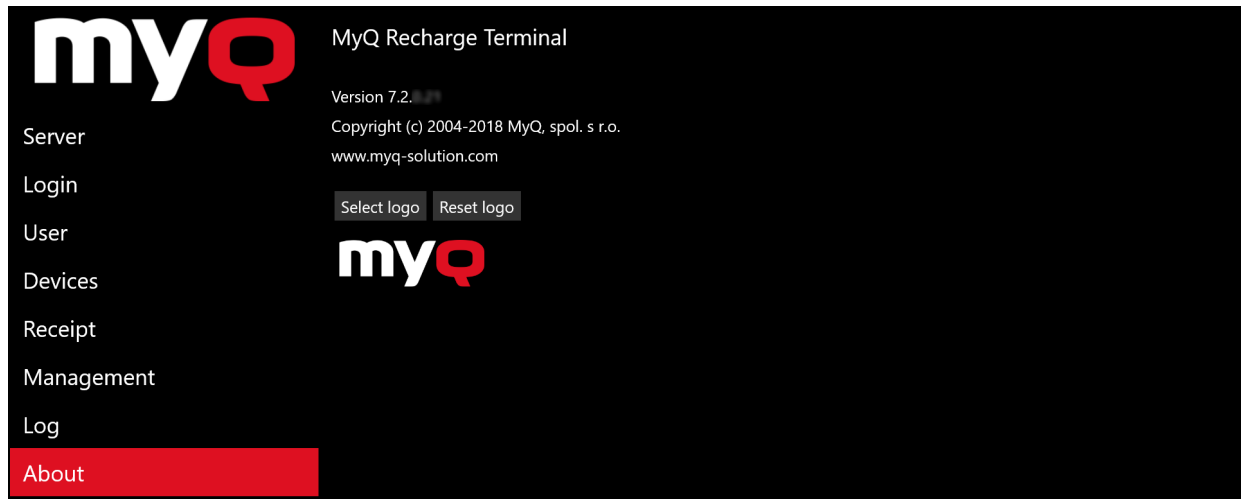 myQ
Server
Login
User
Devices
Receipt
Management
Log
About
MyQ Recharge Terminal
Version 7.2.
Copyright (c) 2004-2018 MyQ, spol. s r.o.
www.myq-solution.com
Select logo Reset logo
myQ